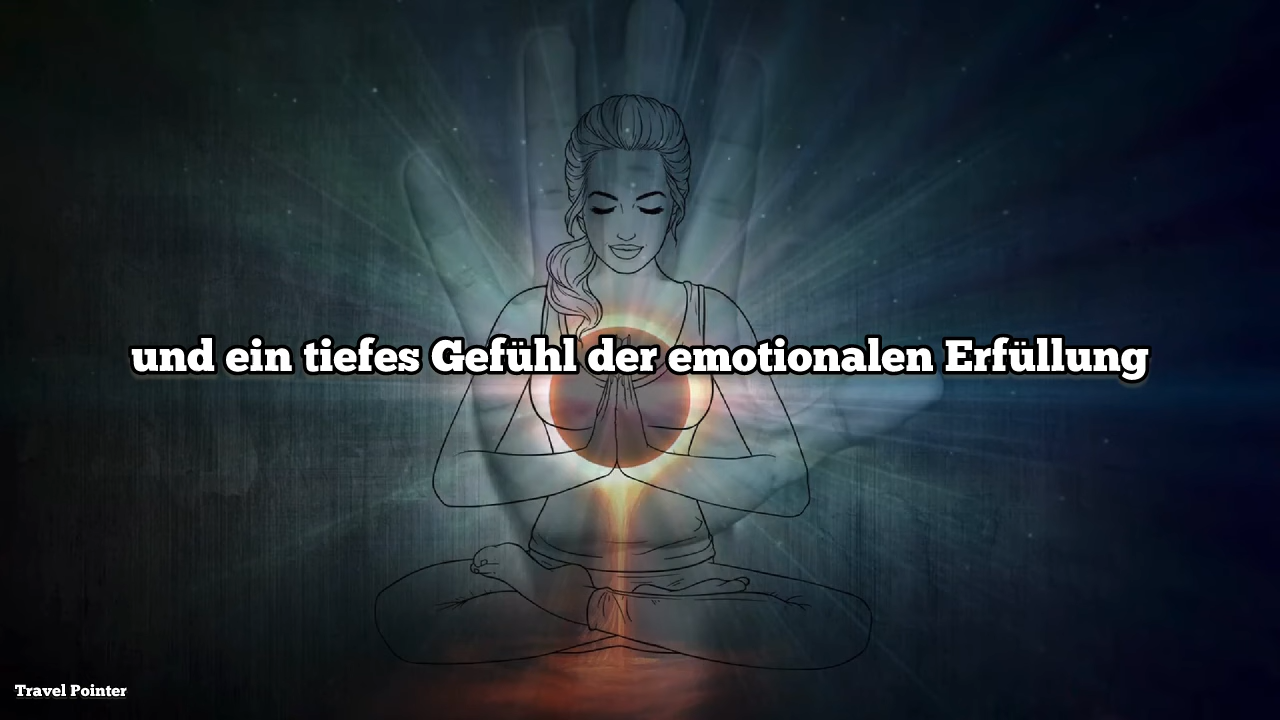 und ein tiefes Gefühl der emotionalen Erfüllung
Travel Pointer